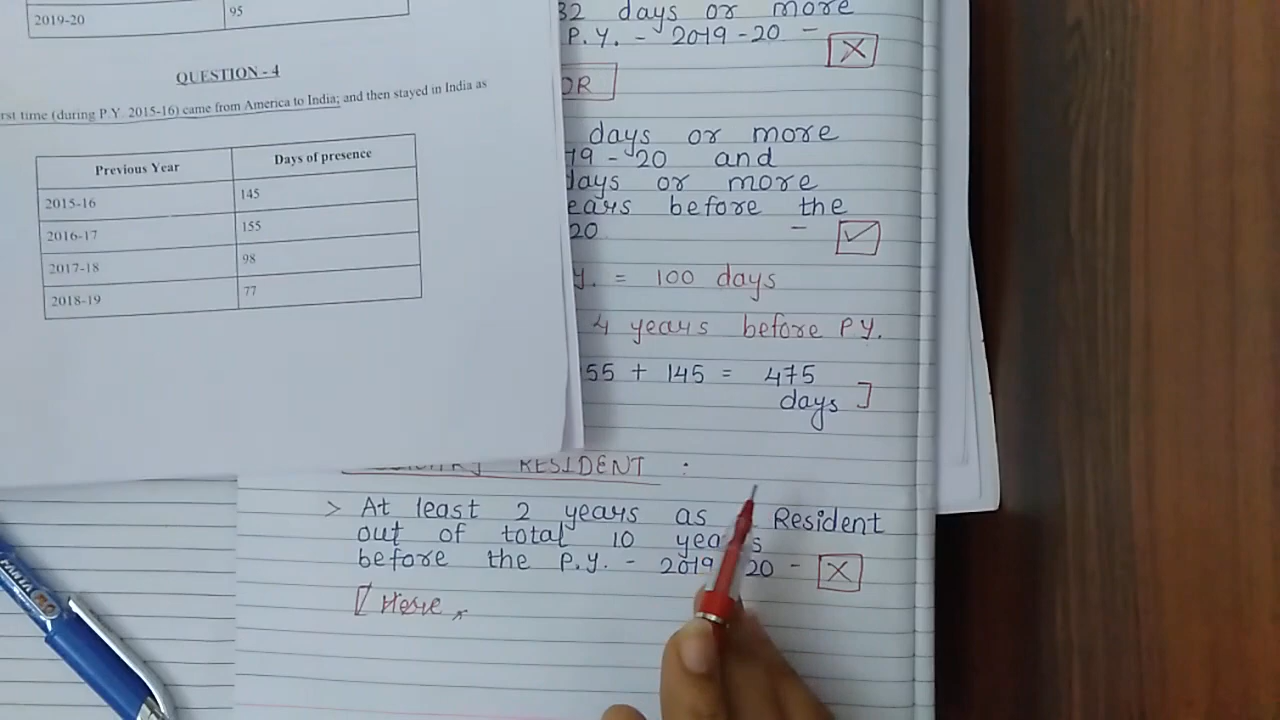 2019-20 95
QUESTION - 4
rst time (during P.Y. 2015-16) came from America to India; and then stayed in India as
Previous Year Days of presence
2015-16 145
2016-17 155
2017-18 98
2018-19 77
32 days or more
P.Y. - 2019-20 - X
OR
days or more
19-20 and
days or more
ears before the
20 -
Y. = 100 days
4 years before P.Y.
55 + 145 = 475
days ]
RESIDENT :
> At least 2 years as Resident
out of total 10 years
before the P.Y. - 2019-20 - X
[ Here,